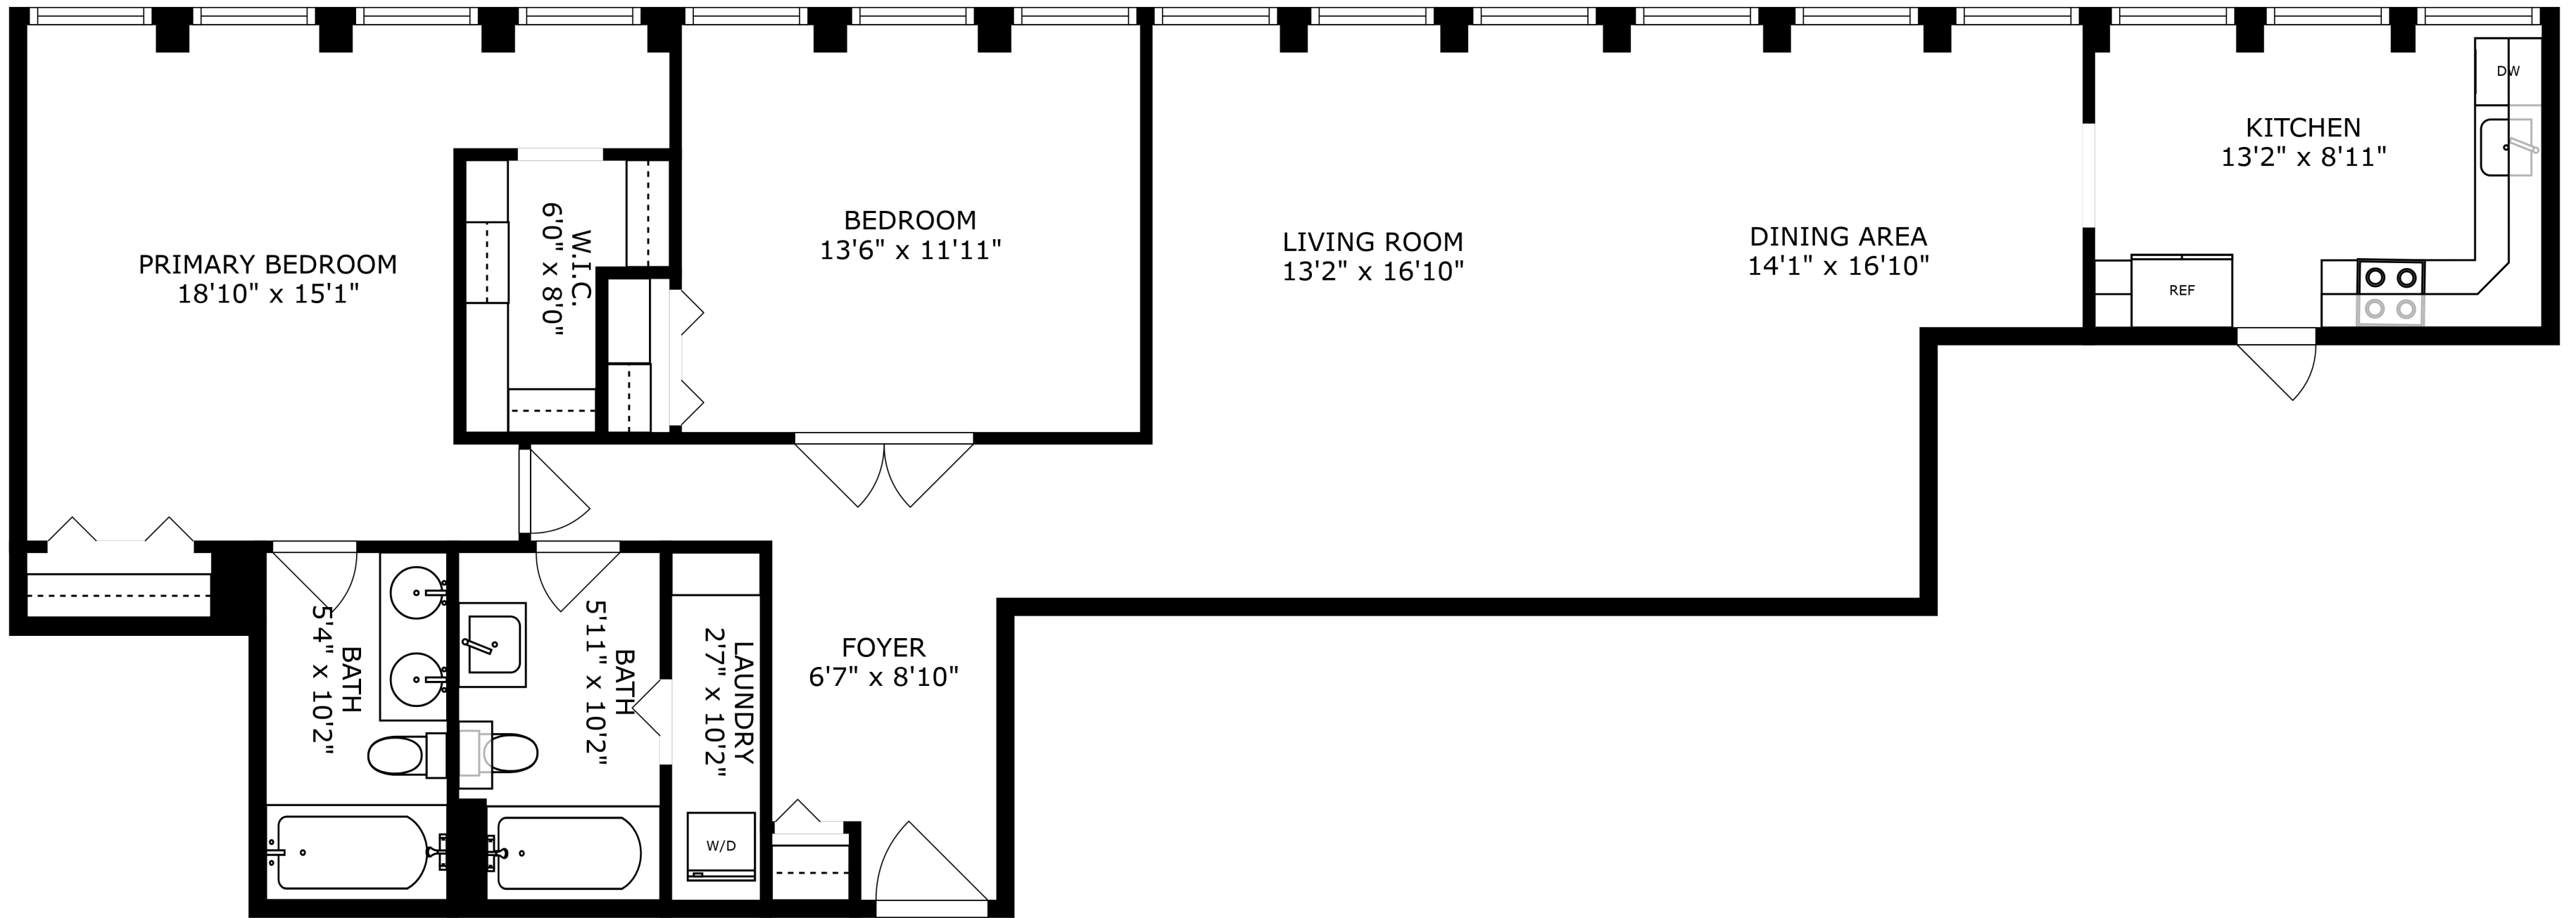 PRIMARY BEDROOM
18'10" x 15'1"
W.I.C.
6'0" x 8'0"
BEDROOM
13'6" x 11'11"
LIVING ROOM
13'2" x 16'10"
DINING AREA
14'1" x 16'10"
KITCHEN
13'2" x 8'11"
DW
REF
BATH
5'4" x 10'2"
BATH
5'11" x 10'2"
LAUNDRY
2'7" x 10'2"
W/D
FOYER
6'7" x 8'10"